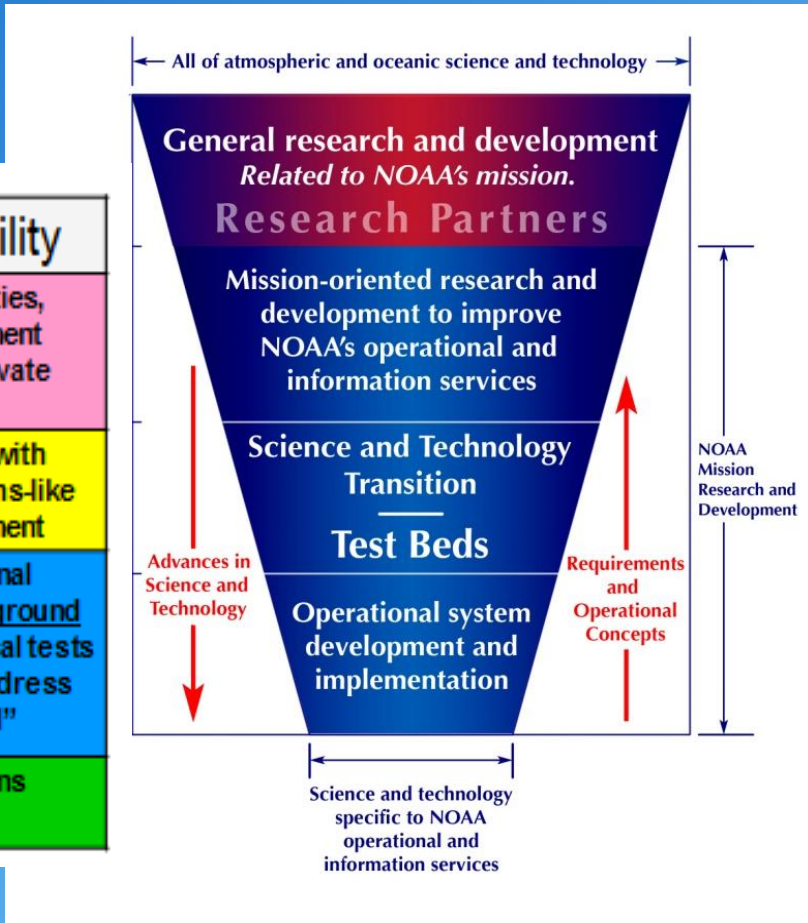 ility
ties,
ment
vate
with
ns-like
ment
nal
ground
al tests
dress
l”
ns
All of atmospheric and oceanic science and technology
General research and development
Related to NOAA's mission.
Research Partners
Mission-oriented research and
development to improve
NOAA's operational and
information services
Science and Technology
Transition
Test Beds
Operational system
development and
implementation
Advances in
Science and
Technology
Requirements
and
Operational
Concepts
NOAA
Mission
Research and
Development
Science and technology
specific to NOAA
operational and
information services